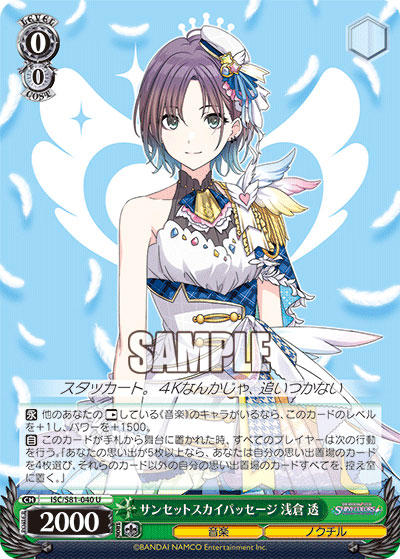 LEVEL
0
0
COST
SAMPLE
スタッカート。4Kなんかじゃ、追いつかない
永 他のあなたの している⟪音楽⟫のキャラがいるなら、このカードのレベル
を+1し、パワーを+1500。
自 このカードが手札から舞台に置かれた時、すべてのプレイヤーは次の行動
を行う。『あなたの思い出が5枚以上なら、あなたは自分の思い出置場のカード
を4枚選び、それらのカード以外の自分の思い出置場のカードすべてを、控え
室に置く。』
CH
ISC/S81-040 U
サンセットスカイパッセージ 浅倉 透
SHINY COLORS
2000
音楽
ノクチル
©BANDAI NAMCO Entertainment Inc.